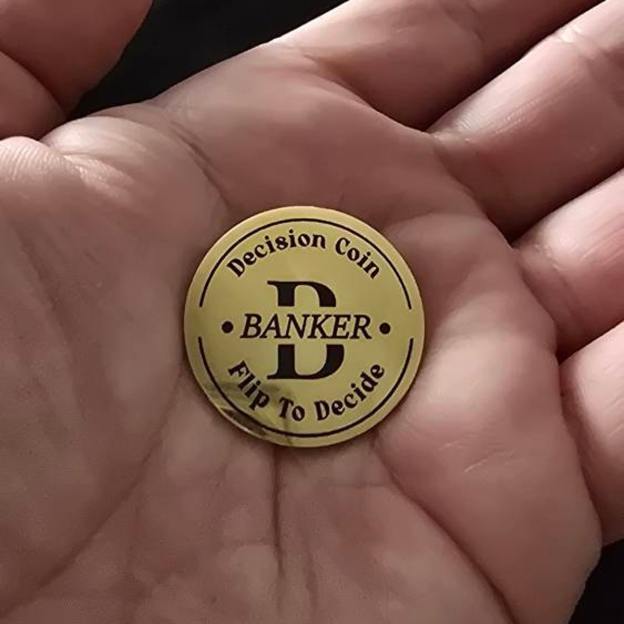 Decision Coin
B
BANKER
Flip To Decide